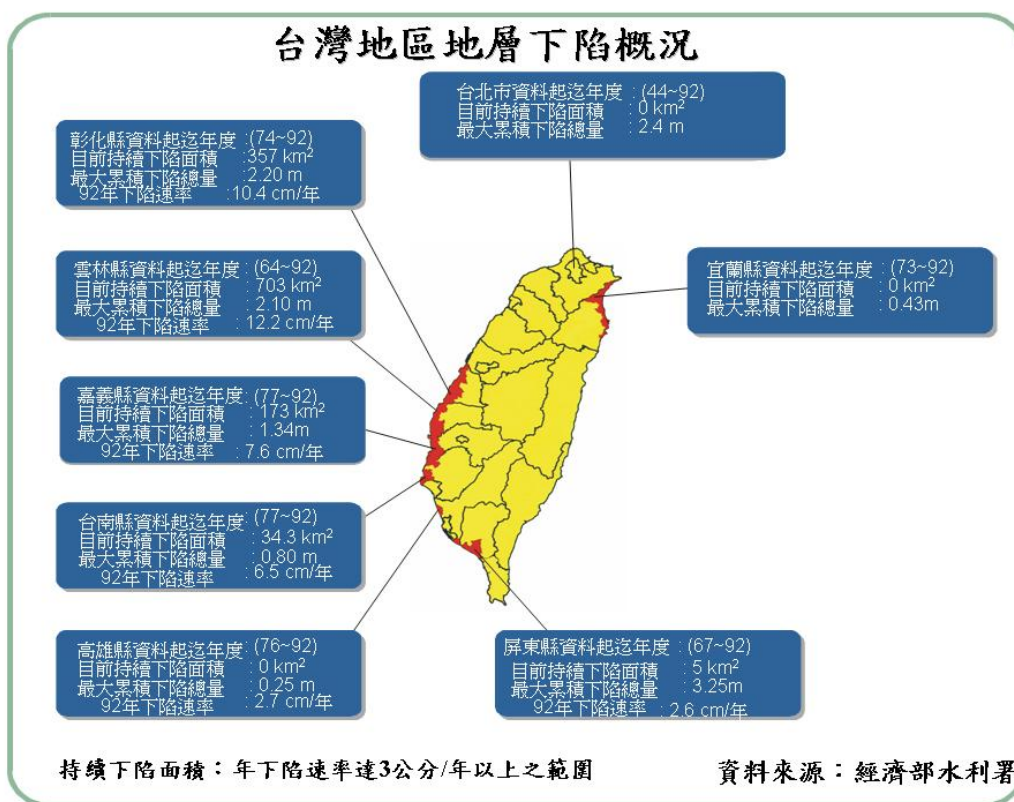 台灣地區地層下陷概況
台北市資料起迄年度 : (44~92)
目前持續下陷面積 : 0 km²
最大累積下陷總量 : 2.4 m
彰化縣資料起迄年度 :(74~92)
目前持續下陷面積 :357 km²
最大累積下陷總量 :2.20 m
92年下陷速率 :10.4 cm/年
雲林縣資料起迄年度 : (64~92)
目前持續下陷面積 : 703 km²
最大累積下陷總量 : 2.10 m
92年下陷速率 : 12.2 cm/年
宜蘭縣資料起迄年度 : (73~92)
目前持續下陷面積 : 0 km²
最大累積下陷總量 : 0.43m
嘉義縣資料起迄年度 : (77~92)
目前持續下陷面積 : 173 km²
最大累積下陷總量 : 1.34m
92年下陷速率 : 7.6 cm/年
台南縣資料起迄年度 : (77~92)
目前持續下陷面積 : 34.3 km²
最大累積下陷總量 : 0.80 m
92年下陷速率 : 6.5 cm/年
高雄縣資料起迄年度 : (76~92)
目前持續下陷面積 : 0 km²
最大累積下陷總量 : 0.25 m
92年下陷速率 : 2.7 cm/年
屏東縣資料起迄年度 : (67~92)
目前持續下陷面積 : 5 km²
最大累積下陷總量 : 3.25m
92年下陷速率 : 2.6 cm/年
持續下陷面積：年下陷速率達3公分/年以上之範圍
資料來源：經濟部水利署